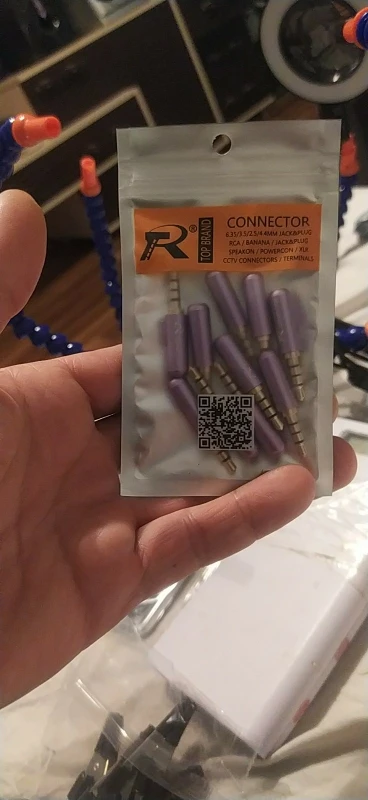 R®
TOP BRAND
CONNECTOR
6.35/3.5/2.5/4.4MM JACK&PLUG
RCA / BANANA / JACK&PLUG
SPEAKON / POWERCON / XLR
CCTV CONNECTORS / TERMINALS